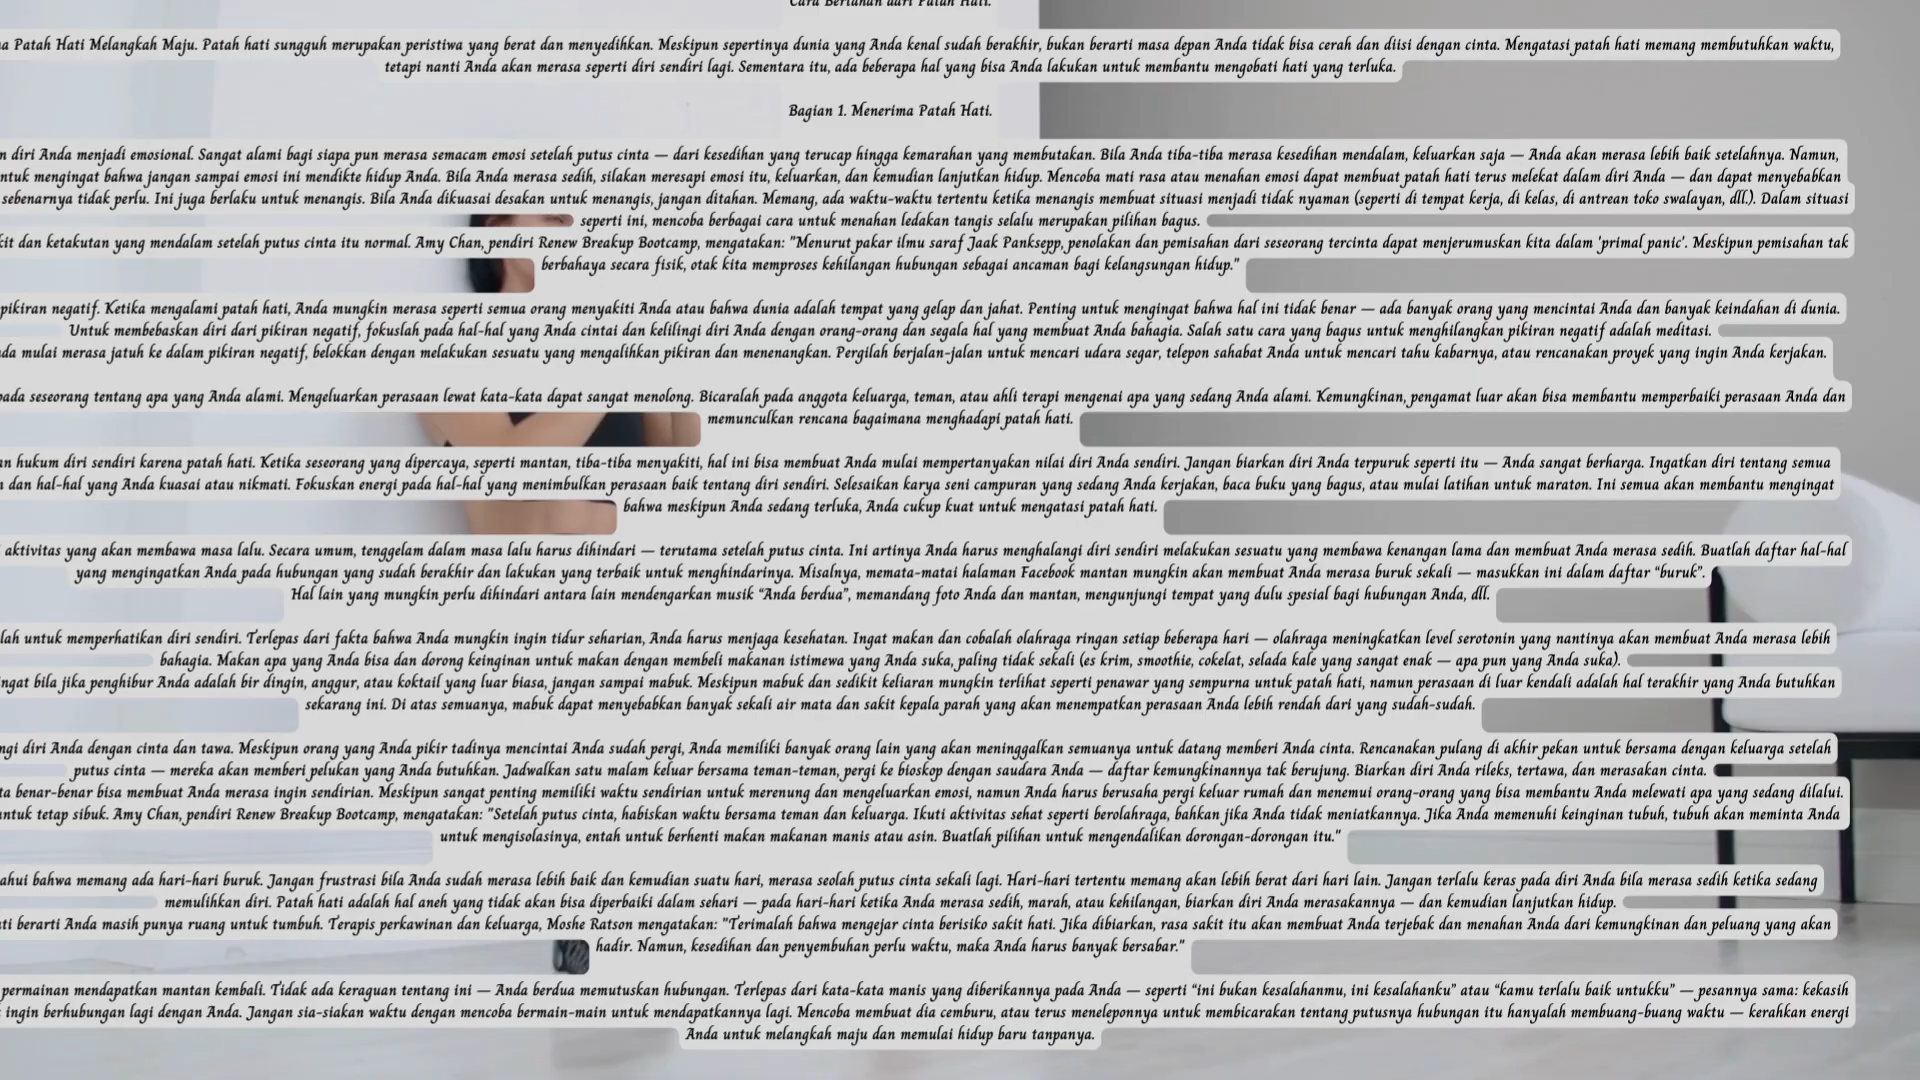 Cara Bertahan dari Patah Hati.
Patah Hati Melangkah Maju. Patah hati sungguh merupakan peristiwa yang berat dan menyedihkan. Meskipun sepertinya dunia yang Anda kenal sudah berakhir, bukan berarti masa depan Anda tidak bisa cerah dan diisi dengan cinta. Mengatasi patah hati memang membutuhkan waktu,
tetapi nanti Anda akan merasa seperti diri sendiri lagi. Sementara itu, ada beberapa hal yang bisa Anda lakukan untuk membantu mengobati hati yang terluka.
Bagian 1. Menerima Patah Hati.
diri Anda menjadi emosional. Sangat alami bagi siapa pun merasa semacam emosi setelah putus cinta — dari kesedihan yang terucap hingga kemarahan yang membutakan. Bila Anda tiba-tiba merasa kesedihan mendalam, keluarkan saja — Anda akan merasa lebih baik setelahnya. Namun,
ntuk mengingat bahwa jangan sampai emosi ini mendikte hidup Anda. Bila Anda merasa sedih, silakan meresapi emosi itu, keluarkan, dan kemudian lanjutkan hidup. Mencoba mati rasa atau menahan emosi dapat membuat patah hati terus melekat dalam diri Anda — dan dapat menyebabkan
sebenarnya tidak perlu. Ini juga berlaku untuk menangis. Bila Anda dikuasai desakan untuk menangis, jangan ditahan. Memang, ada waktu-waktu tertentu ketika menangis membuat situasi menjadi tidak nyaman (seperti di tempat kerja, di kelas, di antrean toko swalayan, dll.). Dalam situasi
seperti ini, mencoba berbagai cara untuk menahan ledakan tangis selalu merupakan pilihan bagus.
kit dan ketakutan yang mendalam setelah putus cinta itu normal. Amy Chan, pendiri Renew Breakup Bootcamp, mengatakan: "Menurut pakar ilmu saraf Jaak Panksepp, penolakan dan pemisahan dari seseorang tercinta dapat menjerumuskan kita dalam 'primal panic'. Meskipun pemisahan tak
berbahaya secara fisik, otak kita memproses kehilangan hubungan sebagai ancaman bagi kelangsungan hidup."
pikiran negatif. Ketika mengalami patah hati, Anda mungkin merasa seperti semua orang menyakiti Anda atau bahwa dunia adalah tempat yang gelap dan jahat. Penting untuk mengingat bahwa hal ini tidak benar — ada banyak orang yang mencintai Anda dan banyak keindahan di dunia.
Untuk membebaskan diri dari pikiran negatif, fokuslah pada hal-hal yang Anda cintai dan kelilingi diri Anda dengan orang-orang dan segala hal yang membuat Anda bahagia. Salah satu cara yang bagus untuk menghilangkan pikiran negatif adalah meditasi.
da mulai merasa jatuh ke dalam pikiran negatif, belokkan dengan melakukan sesuatu yang mengalihkan pikiran dan menenangkan. Pergilah berjalan-jalan untuk mencari udara segar, telepon sahabat Anda untuk mencari tahu kabarnya, atau rencanakan proyek yang ingin Anda kerjakan.
pada seseorang tentang apa yang Anda alami. Mengeluarkan perasaan lewat kata-kata dapat sangat menolong. Bicaralah pada anggota keluarga, teman, atau ahli terapi mengenai apa yang sedang Anda alami. Kemungkinan, pengamat luar akan bisa membantu memperbaiki perasaan Anda dan
memunculkan rencana bagaimana menghadapi patah hati.
an hukum diri sendiri karena patah hati. Ketika seseorang yang dipercaya, seperti mantan, tiba-tiba menyakiti, hal ini bisa membuat Anda mulai mempertanyakan nilai diri Anda sendiri. Jangan biarkan diri Anda terpuruk seperti itu — Anda sangat berharga. Ingatkan diri tentang semua
dan hal-hal yang Anda kuasai atau nikmati. Fokuskan energi pada hal-hal yang menimbulkan perasaan baik tentang diri sendiri. Selesaikan karya seni campuran yang sedang Anda kerjakan, baca buku yang bagus, atau mulai latihan untuk maraton. Ini semua akan membantu mengingat
bahwa meskipun Anda sedang terluka, Anda cukup kuat untuk mengatasi patah hati.
aktivitas yang akan membawa masa lalu. Secara umum, tenggelam dalam masa lalu harus dihindari — terutama setelah putus cinta. Ini artinya Anda harus menghalangi diri sendiri melakukan sesuatu yang membawa kenangan lama dan membuat Anda merasa sedih. Buatlah daftar hal-hal
yang mengingatkan Anda pada hubungan yang sudah berakhir dan lakukan yang terbaik untuk menghindarinya. Misalnya, memata-matai halaman Facebook mantan mungkin akan membuat Anda merasa buruk sekali — masukkan ini dalam daftar “buruk”.
Hal lain yang mungkin perlu dihindari antara lain mendengarkan musik “Anda berdua”, memandang foto Anda dan mantan, mengunjungi tempat yang dulu spesial bagi hubungan Anda, dll.
lah untuk memperhatikan diri sendiri. Terlepas dari fakta bahwa Anda mungkin ingin tidur seharian, Anda harus menjaga kesehatan. Ingat makan dan cobalah olahraga ringan setiap beberapa hari — olahraga meningkatkan level serotonin yang nantinya akan membuat Anda merasa lebih
bahagia. Makan apa yang Anda bisa dan dorong keinginan untuk makan dengan membeli makanan istimewa yang Anda suka, paling tidak sekali (es krim, smoothie, cokelat, selada kale yang sangat enak — apa pun yang Anda suka).
ngat bila jika penghibur Anda adalah bir dingin, anggur, atau koktail yang luar biasa, jangan sampai mabuk. Meskipun mabuk dan sedikit keliaran mungkin terlihat seperti penawar yang sempurna untuk patah hati, namun perasaan di luar kendali adalah hal terakhir yang Anda butuhkan
sekarang ini. Di atas semuanya, mabuk dapat menyebabkan banyak sekali air mata dan sakit kepala parah yang akan menempatkan perasaan Anda lebih rendah dari yang sudah-sudah.
ngi diri Anda dengan cinta dan tawa. Meskipun orang yang Anda pikir tadinya mencintai Anda sudah pergi, Anda memiliki banyak orang lain yang akan meninggalkan semuanya untuk datang memberi Anda cinta. Rencanakan pulang di akhir pekan untuk bersama dengan keluarga setelah
putus cinta — mereka akan memberi pelukan yang Anda butuhkan. Jadwalkan satu malam keluar bersama teman-teman, pergi ke bioskop dengan saudara Anda — daftar kemungkinannya tak berujung. Biarkan diri Anda rileks, tertawa, dan merasakan cinta.
ta benar-benar bisa membuat Anda merasa ingin sendirian. Meskipun sangat penting memiliki waktu sendirian untuk merenung dan mengeluarkan emosi, namun Anda harus berusaha pergi keluar rumah dan menemui orang-orang yang bisa membantu Anda melewati apa yang sedang dilalui.
ntuk tetap sibuk. Amy Chan, pendiri Renew Breakup Bootcamp, mengatakan: "Setelah putus cinta, habiskan waktu bersama teman dan keluarga. Ikuti aktivitas sehat seperti berolahraga, bahkan jika Anda tidak meniatkannya. Jika Anda memenuhi keinginan tubuh, tubuh akan meminta Anda
untuk mengisolasinya, entah untuk berhenti makan makanan manis atau asin. Buatlah pilihan untuk mengendalikan dorongan-dorongan itu."
ahui bahwa memang ada hari-hari buruk. Jangan frustrasi bila Anda sudah merasa lebih baik dan kemudian suatu hari, merasa seolah putus cinta sekali lagi. Hari-hari tertentu memang akan lebih berat dari hari lain. Jangan terlalu keras pada diri Anda bila merasa sedih ketika sedang
memulihkan diri. Patah hati adalah hal aneh yang tidak akan bisa diperbaiki dalam sehari — pada hari-hari ketika Anda merasa sedih, marah, atau kehilangan, biarkan diri Anda merasakannya — dan kemudian lanjutkan hidup.
ti berarti Anda masih punya ruang untuk tumbuh. Terapis perkawinan dan keluarga, Moshe Ratson mengatakan: "Terimalah bahwa mengejar cinta berisiko sakit hati. Jika dibiarkan, rasa sakit itu akan membuat Anda terjebak dan menahan Anda dari kemungkinan dan peluang yang akan
hadir. Namun, kesedihan dan penyembuhan perlu waktu, maka Anda harus banyak bersabar."
permainan mendapatkan mantan kembali. Tidak ada keraguan tentang ini — Anda berdua memutuskan hubungan. Terlepas dari kata-kata manis yang diberikannya pada Anda — seperti “ini bukan kesalahanmu, ini kesalahanku” atau “kamu terlalu baik untukku” — pesannya sama: kekasih
ingin berhubungan lagi dengan Anda. Jangan sia-siakan waktu dengan mencoba bermain-main untuk mendapatkannya lagi. Mencoba membuat dia cemburu, atau terus meneleponnya untuk membicarakan tentang putusnya hubungan itu hanyalah membuang-buang waktu — kerahkan energi
Anda untuk melangkah maju dan memulai hidup baru tanpanya.